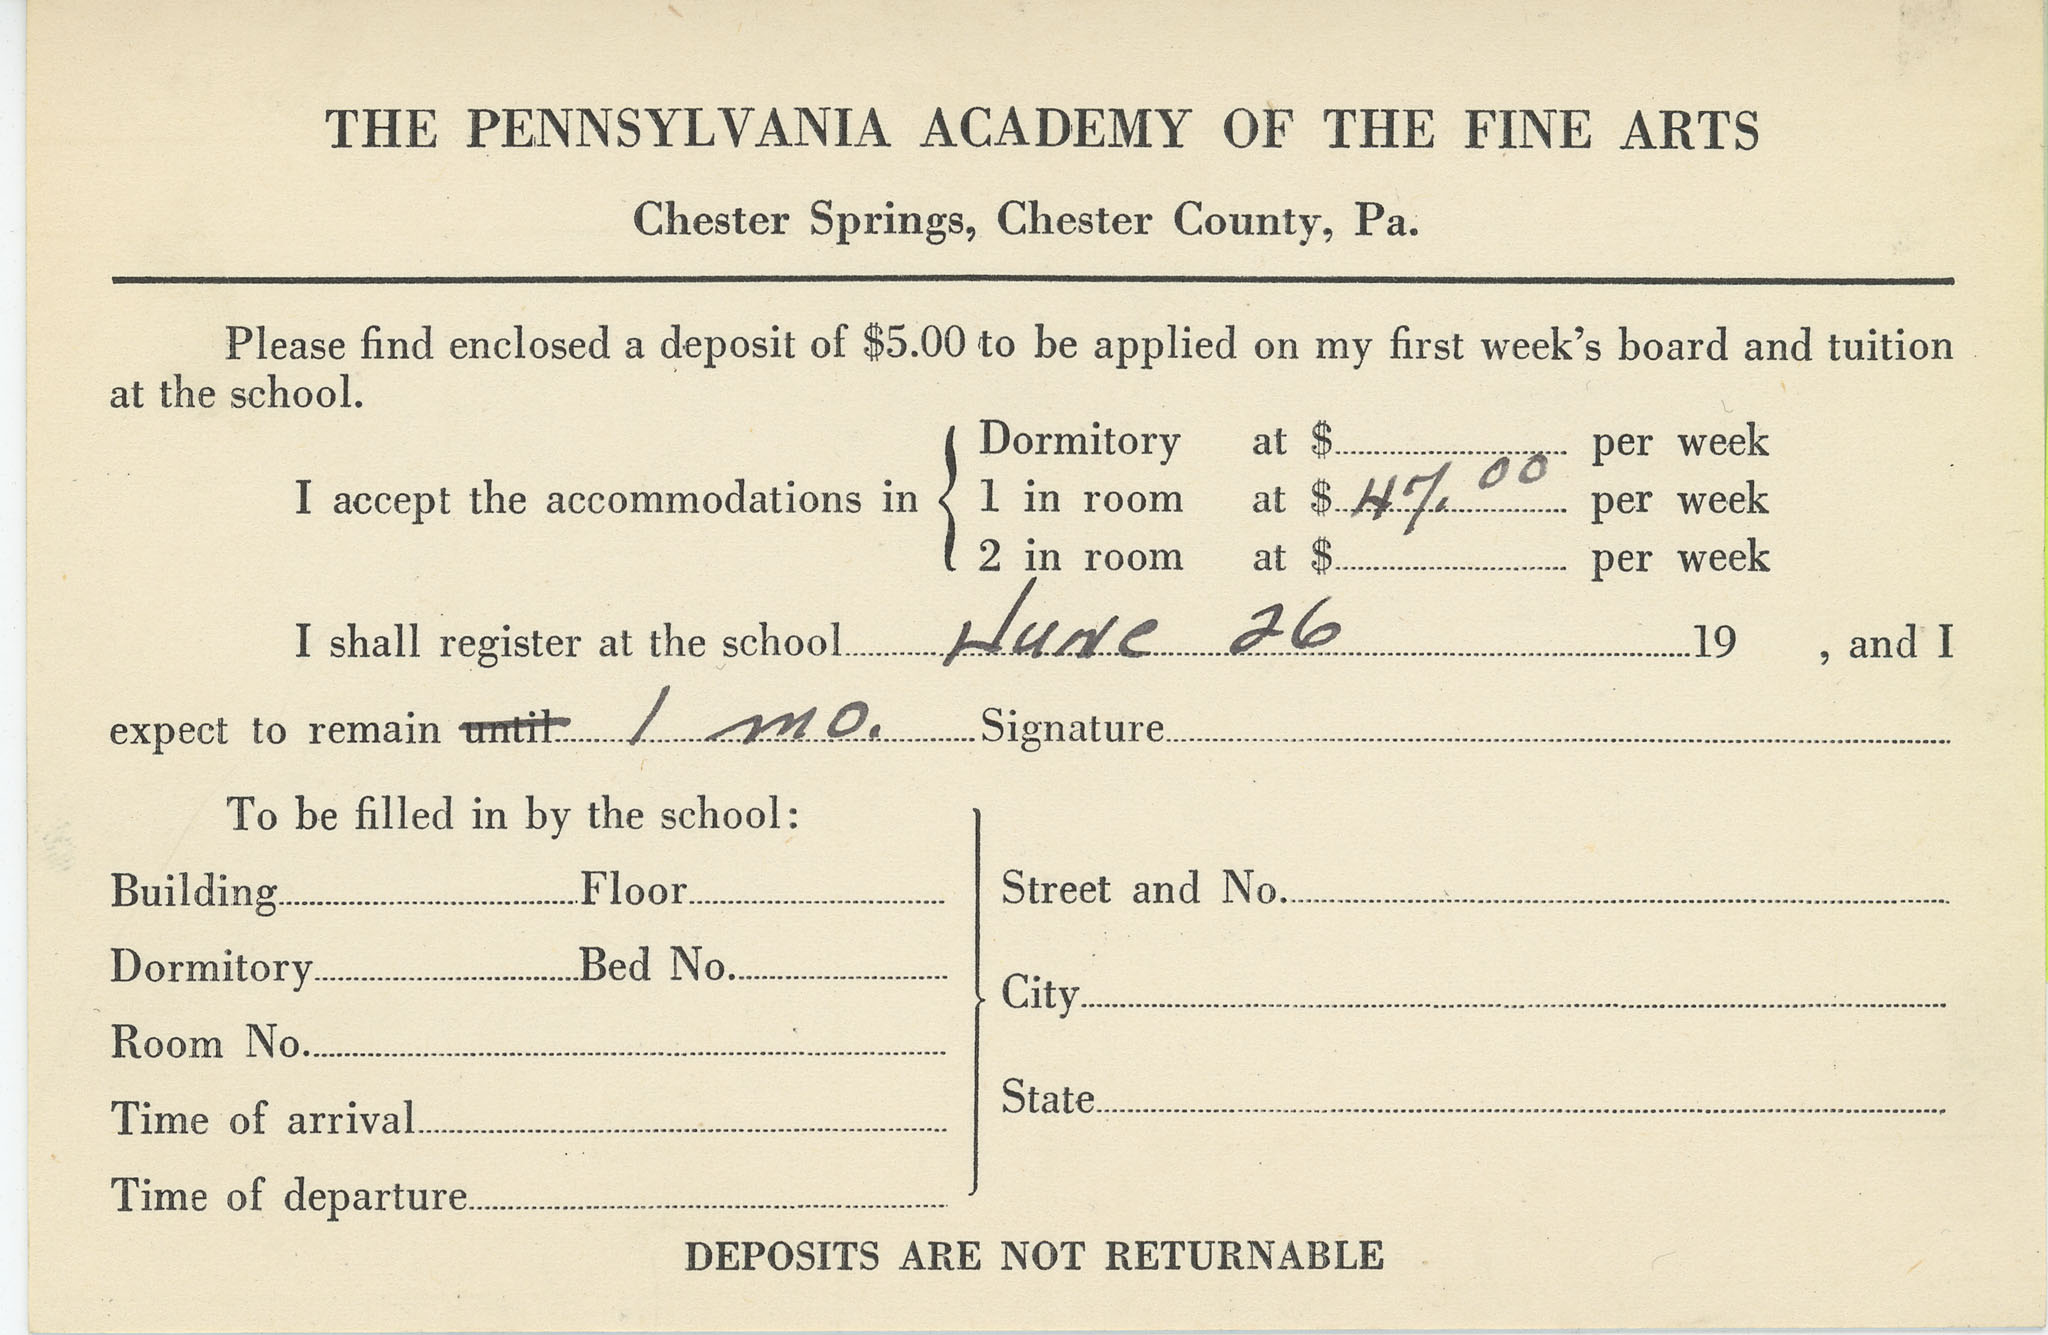 THE PENNSYLVANIA ACADEMY OF THE FINE ARTS
Chester Springs, Chester County, Pa.
Please find enclosed a deposit of $5.00 to be applied on my first week's board and tuition
at the school.
I accept the accommodations in
Dormitory at $ per week
1 in room at $ 47.00 per week
2 in room at $ per week
I shall register at the school June 26 19 , and I
expect to remain until 1 mo. Signature
To be filled in by the school:
Building Floor
Dormitory Bed No.
Room No.
Time of arrival
Time of departure
Street and No.
City
State
DEPOSITS ARE NOT RETURNABLE